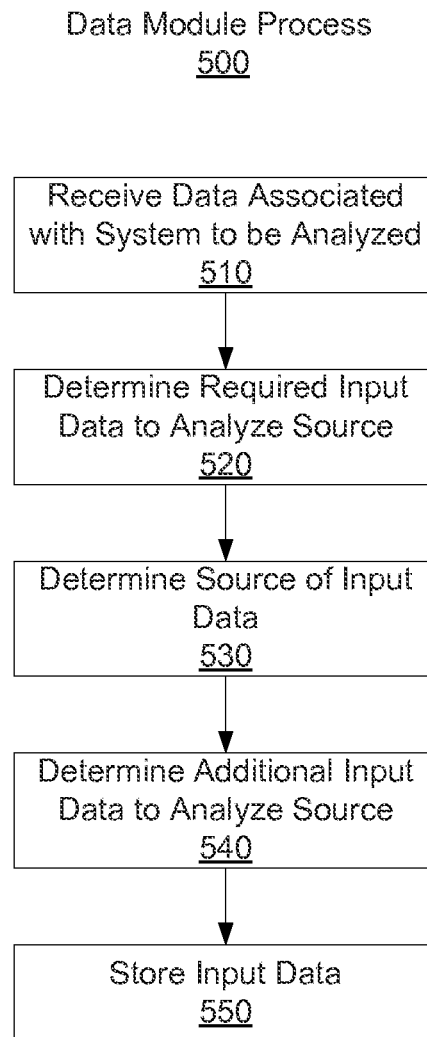 Data Module Process
500
Receive Data Associated
with System to be Analyzed
510
Determine Required Input
Data to Analyze Source
520
Determine Source of Input
Data
530
Determine Additional Input
Data to Analyze Source
540
Store Input Data
550